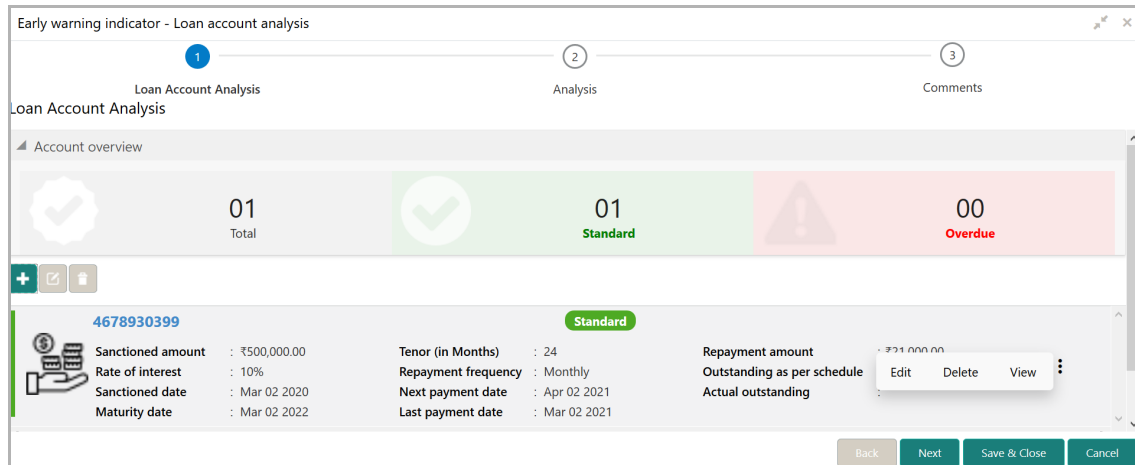 Early warning indicator - Loan account analysis
1
2
3
Loan Account Analysis
Analysis
Comments
Loan Account Analysis
Account overview
01
Total
01
Standard
00
Overdue
4678930399
Standard
Sanctioned amount : ₹500,000.00 Tenor (in Months) : 24 Repayment amount : ₹21,000.00
Rate of interest : 10% Repayment frequency : Monthly Outstanding as per schedule Edit Delete View
Sanctioned date : Mar 02 2020 Next payment date : Apr 02 2021 Actual outstanding :
Maturity date : Mar 02 2022 Last payment date : Mar 02 2021
Back Next Save & Close Cancel